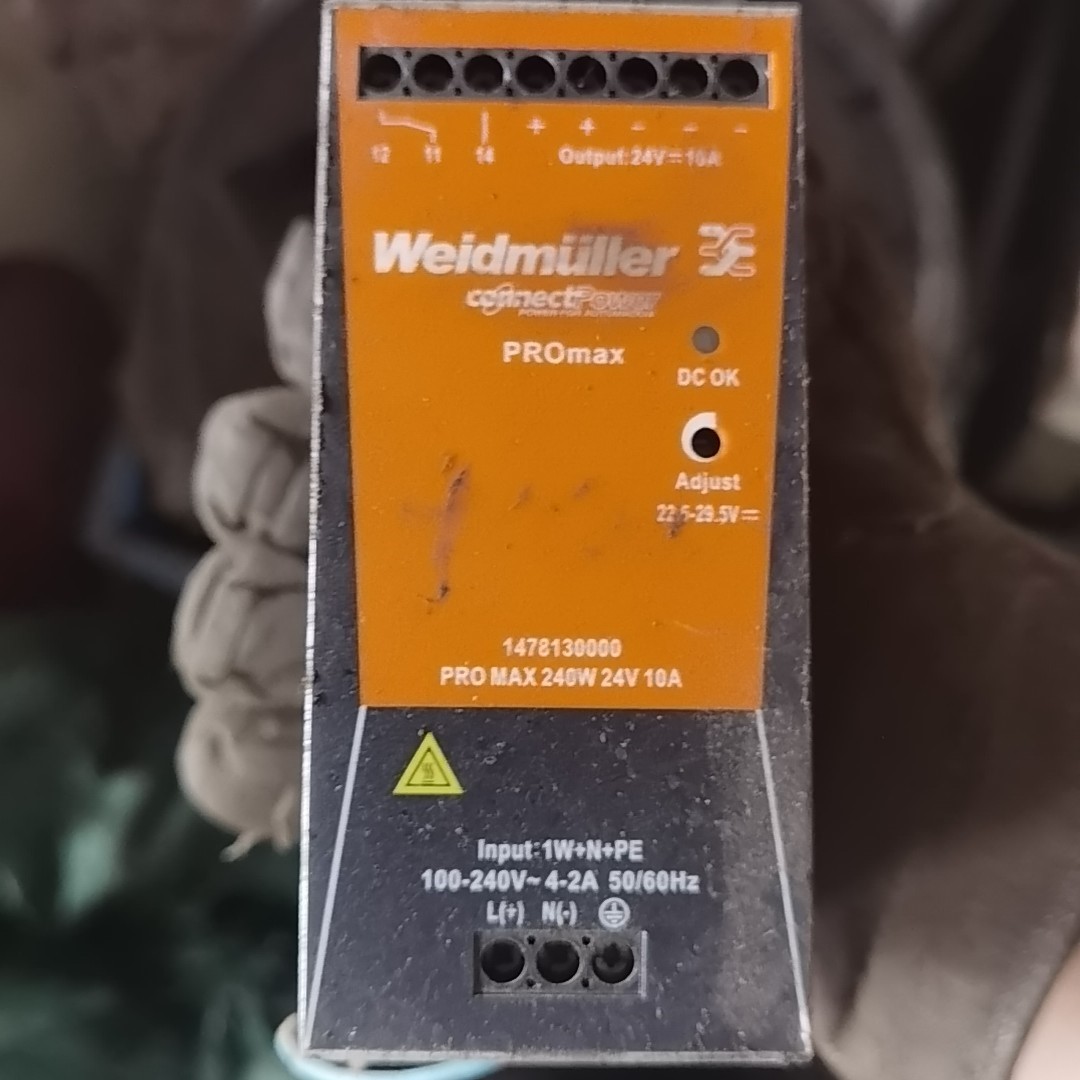 + + - - -
12 11 14 Output:24V⎓10A
Weidmüller
connectPower
POWER FOR AUTOMATION
PROmax
DC OK
Adjust
22.5-29.5V⎓
1478130000
PRO MAX 240W 24V 10A
Input:1W+N+PE
100-240V~ 4-2A 50/60Hz
L(+) N(-)